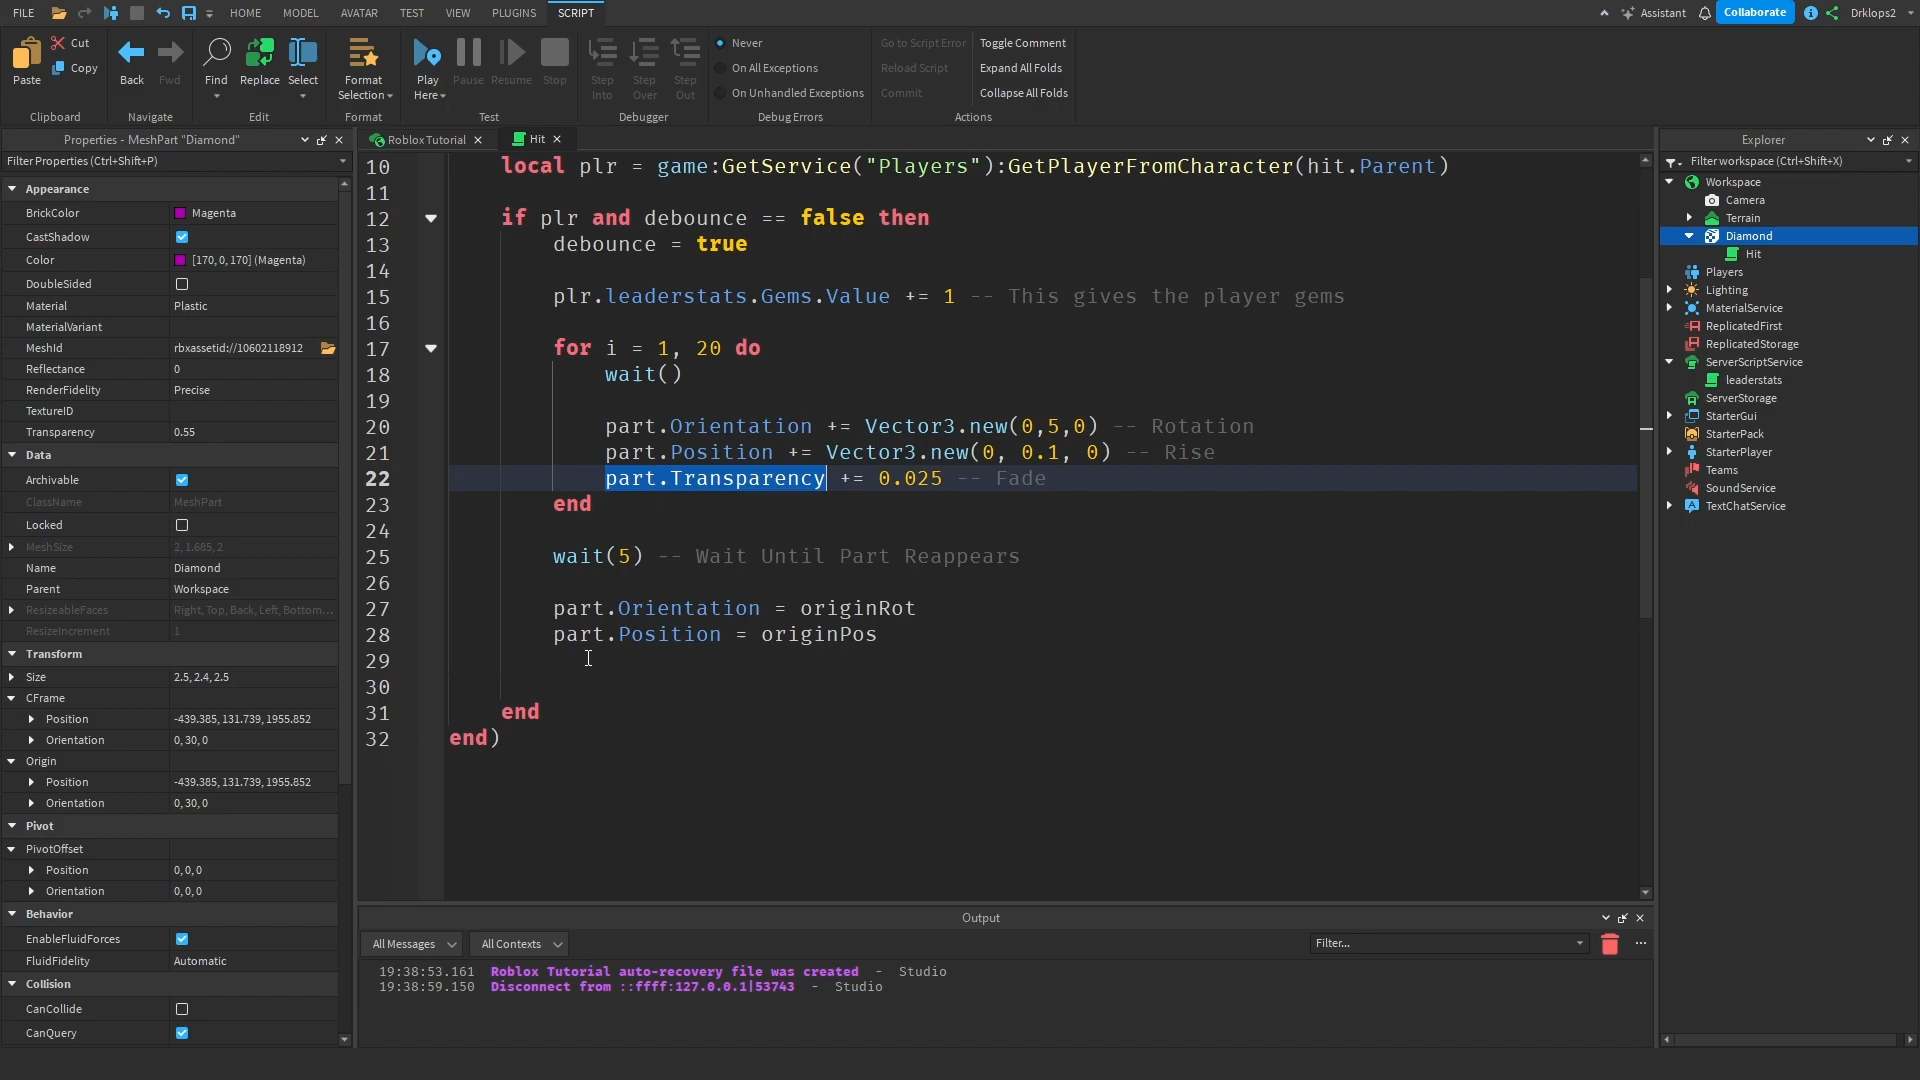 FILE HOME MODEL AVATAR TEST VIEW PLUGINS SCRIPT Assistant Collaborate Drklops2
Paste Cut Copy Back Fwd Find Replace Select Format Selection Play Here Pause Resume Stop Step Into Step Over Step Out
Never
On All Exceptions
On Unhandled Exceptions
Go to Script Error
Reload Script
Commit
Toggle Comment
Expand All Folds
Collapse All Folds
Clipboard Navigate Edit Format Test Debugger Debug Errors Actions
Properties - MeshPart "Diamond"
Filter Properties (Ctrl+Shift+P)
Appearance
BrickColor Magenta
CastShadow
Color [170, 0, 170] (Magenta)
DoubleSided
Material Plastic
MaterialVariant
MeshId rbxassetid://10602118912
Reflectance 0
RenderFidelity Precise
TextureID
Transparency 0.55
Data
Archivable
ClassName MeshPart
Locked
MeshSize 2, 1.685, 2
Name Diamond
Parent Workspace
ResizeableFaces Right, Top, Back, Left, Bottom...
ResizeIncrement 1
Transform
Size 2.5, 2.4, 2.5
CFrame
Position -439.385, 131.739, 1955.852
Orientation 0, 30, 0
Origin
Position -439.385, 131.739, 1955.852
Orientation 0, 30, 0
Pivot
PivotOffset
Position 0, 0, 0
Orientation 0, 0, 0
Behavior
EnableFluidForces
FluidFidelity Automatic
Collision
CanCollide
CanQuery
Roblox Tutorial Hit
10 local plr = game:GetService("Players"):GetPlayerFromCharacter(hit.Parent)
11
12 if plr and debounce == false then
13 debounce = true
14
15 plr.leaderstats.Gems.Value += 1 -- This gives the player gems
16
17 for i = 1, 20 do
18 wait()
19
20 part.Orientation += Vector3.new(0,5,0) -- Rotation
21 part.Position += Vector3.new(0, 0.1, 0) -- Rise
22 part.Transparency += 0.025 -- Fade
23 end
24
25 wait(5) -- Wait Until Part Reappears
26
27 part.Orientation = originRot
28 part.Position = originPos
29
30
31 end
32 end)
Output
All Messages All Contexts Filter... ...
19:38:53.161 Roblox Tutorial auto-recovery file was created - Studio
19:38:59.150 Disconnect from ::ffff:127.0.0.1|53743 - Studio
Explorer
Filter workspace (Ctrl+Shift+X)
Workspace
Camera
Terrain
Diamond
Hit
Players
Lighting
MaterialService
ReplicatedFirst
ReplicatedStorage
ServerScriptService
leaderstats
ServerStorage
StarterGui
StarterPack
StarterPlayer
Teams
SoundService
TextChatService